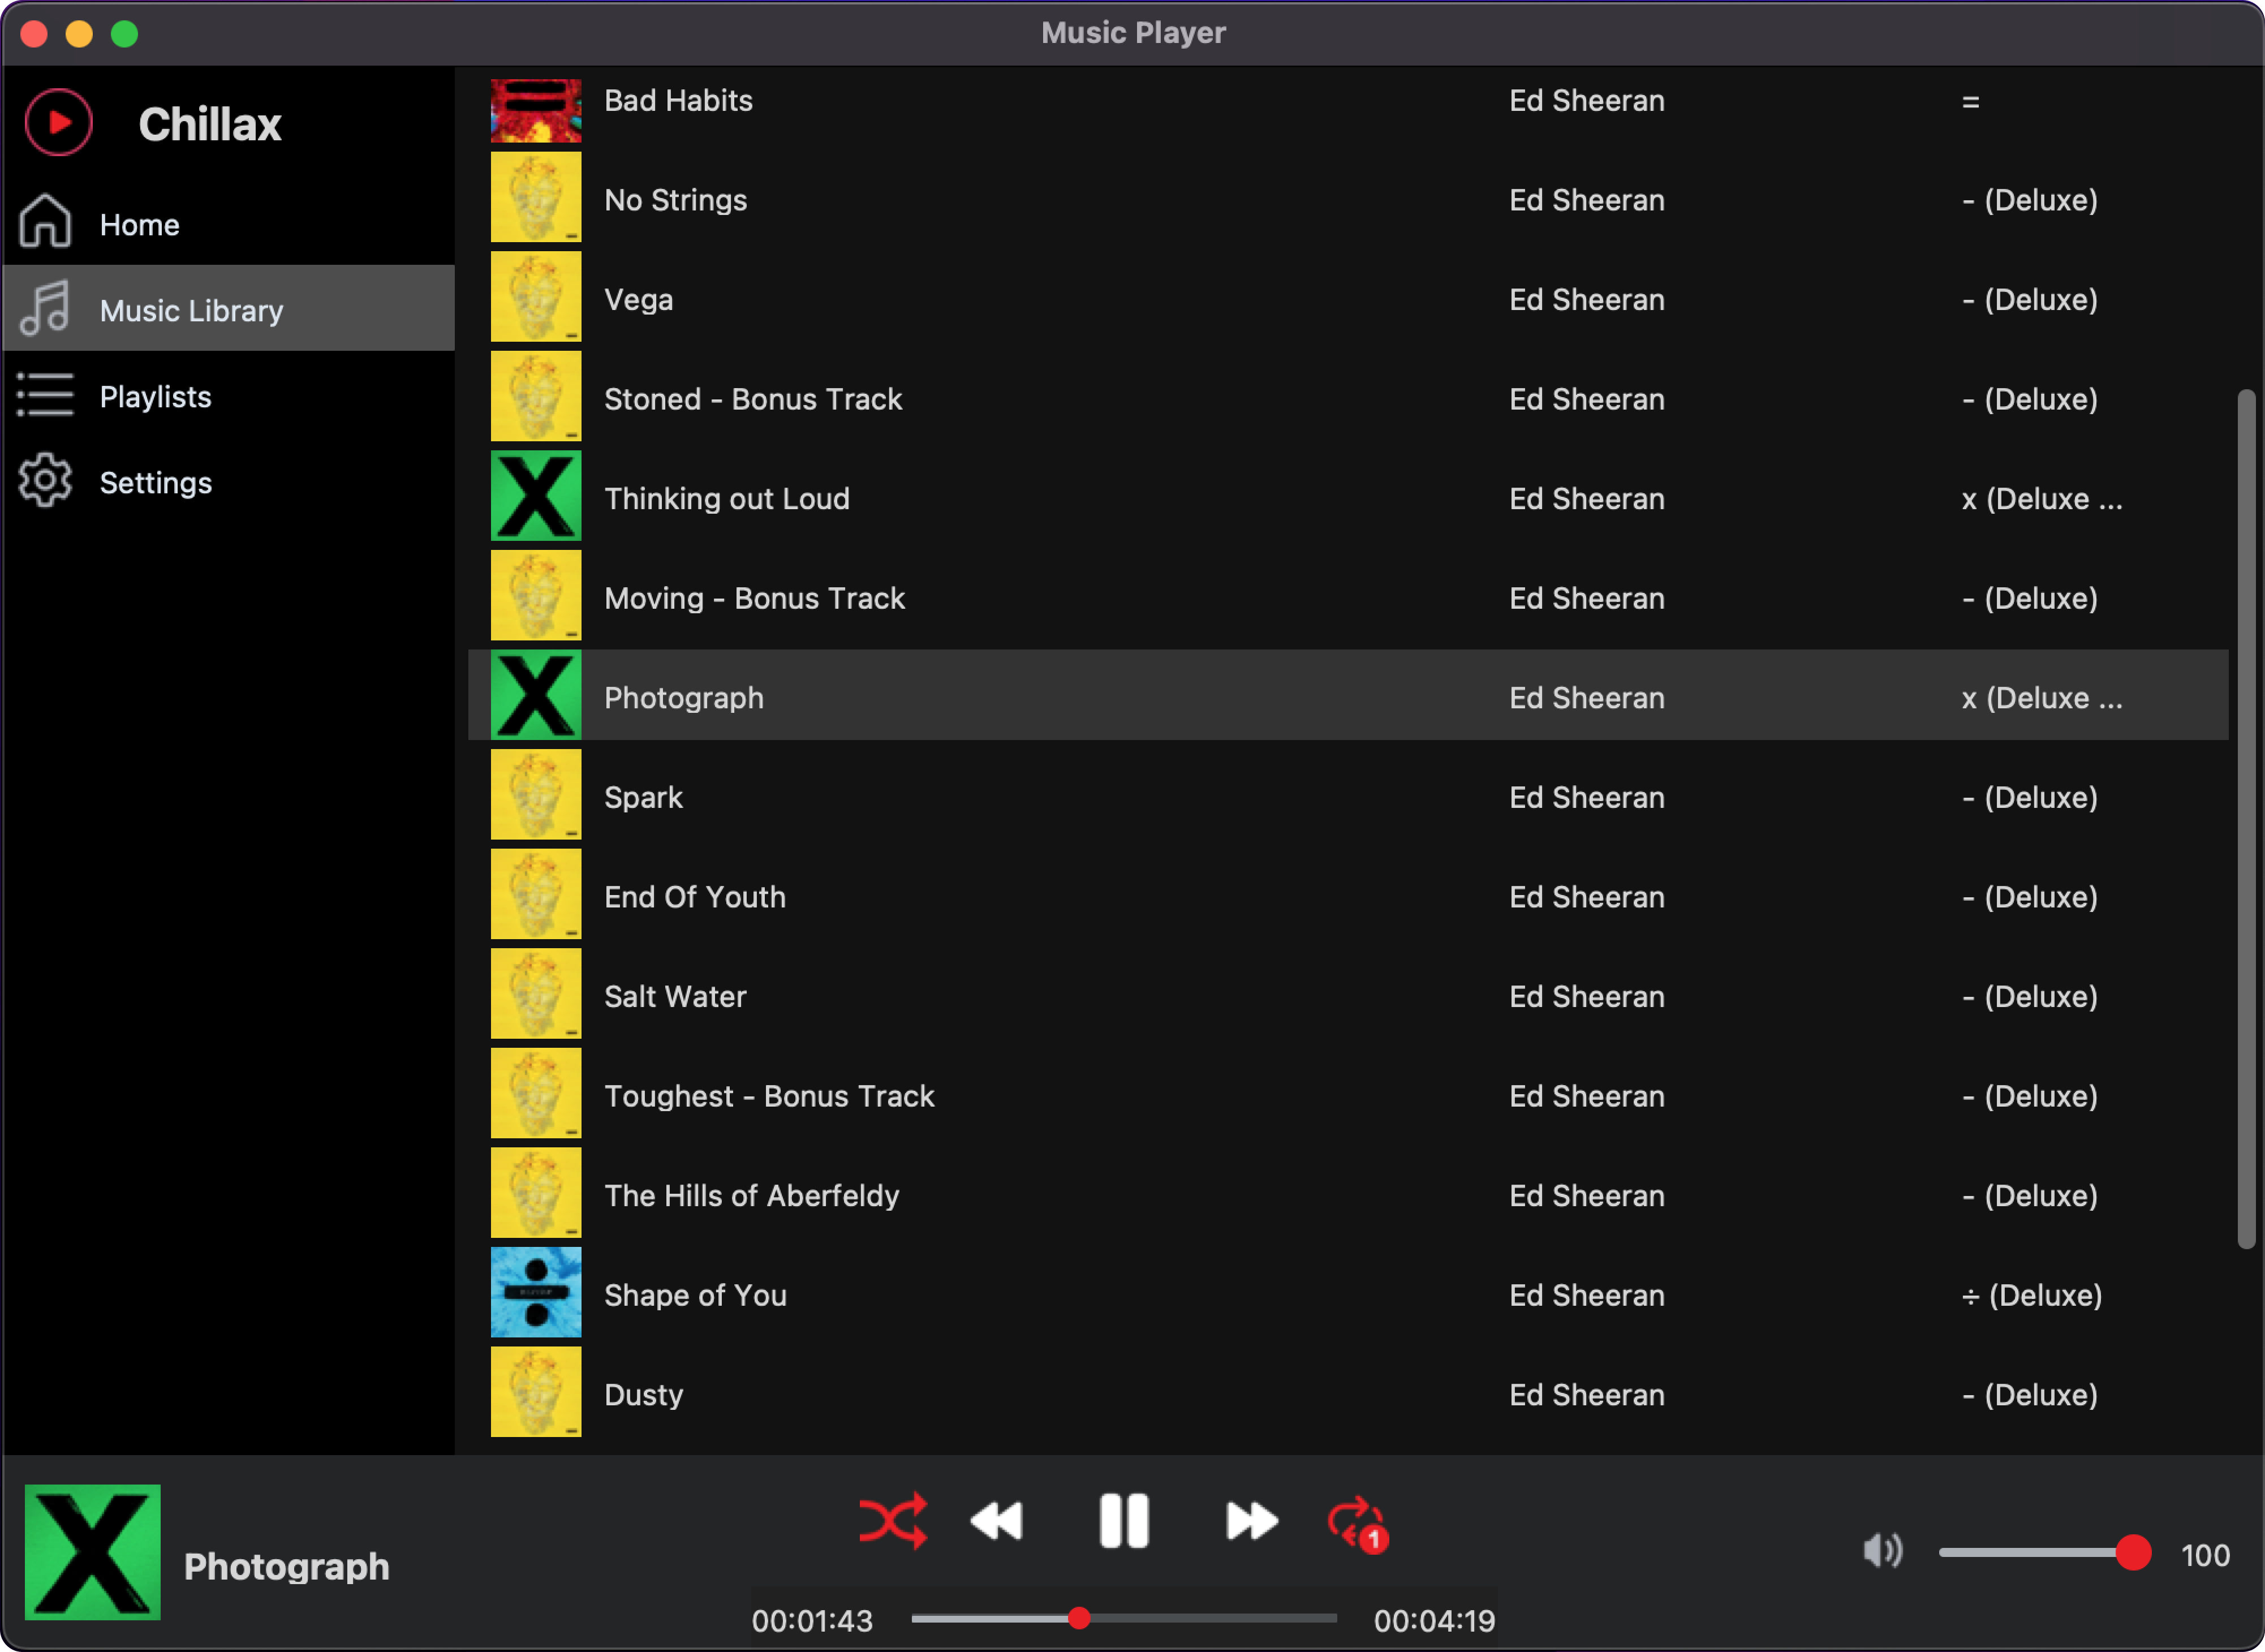 Music Player
Chillax
Home
Music Library
Playlists
Settings
Bad Habits Ed Sheeran =
No Strings Ed Sheeran - (Deluxe)
Vega Ed Sheeran - (Deluxe)
Stoned - Bonus Track Ed Sheeran - (Deluxe)
Thinking out Loud Ed Sheeran x (Deluxe ...
Moving - Bonus Track Ed Sheeran - (Deluxe)
Photograph Ed Sheeran x (Deluxe ...
Spark Ed Sheeran - (Deluxe)
End Of Youth Ed Sheeran - (Deluxe)
Salt Water Ed Sheeran - (Deluxe)
Toughest - Bonus Track Ed Sheeran - (Deluxe)
The Hills of Aberfeldy Ed Sheeran - (Deluxe)
Shape of You Ed Sheeran ÷ (Deluxe)
Dusty Ed Sheeran - (Deluxe)
Photograph
1
00:01:43 00:04:19
100